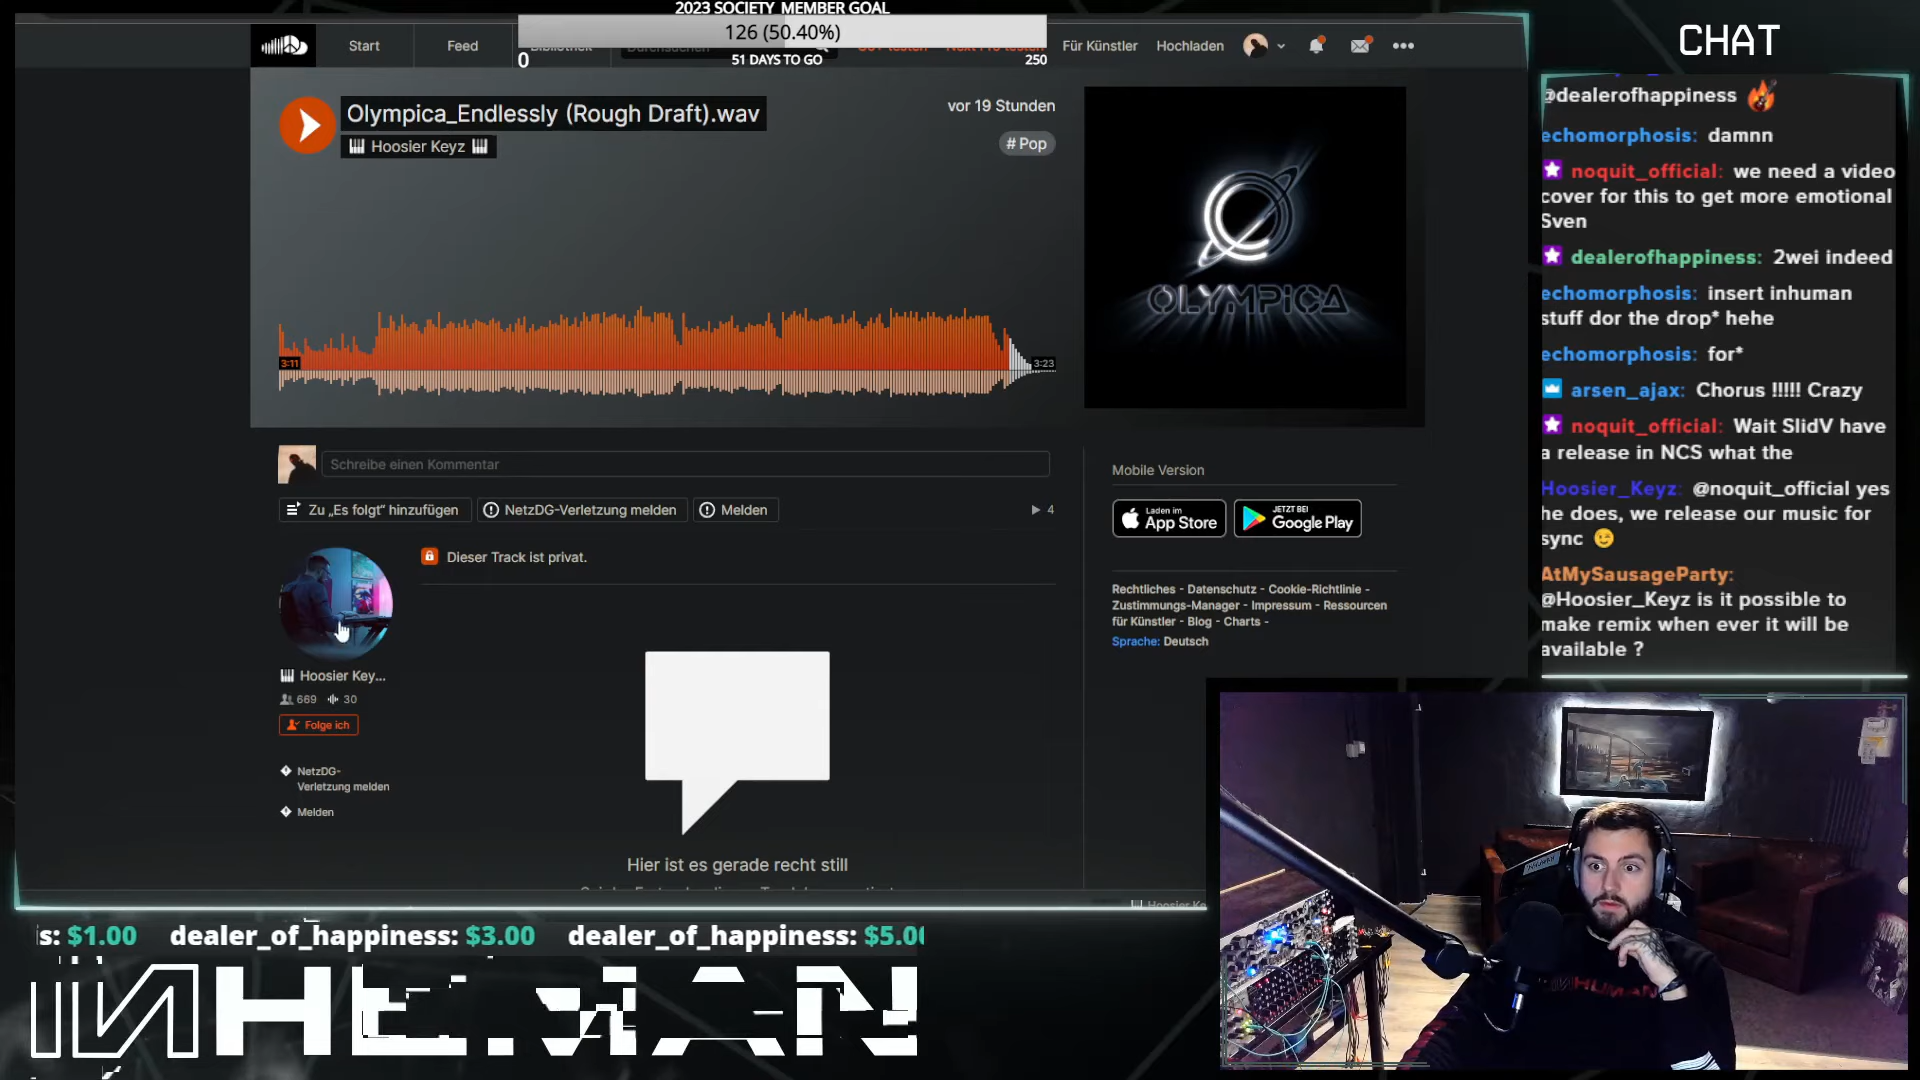 2023 SOCIETY MEMBER GOAL
126 (50.40%)
0
51 DAYS TO GO
250
Start
Feed
Für Künstler
Hochladen
Olympica_Endlessly (Rough Draft).wav
Hoosier Keyz
vor 19 Stunden
# Pop
OLYMPICA
3:11
3:23
Schreibe einen Kommentar
Zu „Es folgt“ hinzufügen
NetzDG-Verletzung melden
Melden
4
Dieser Track ist privat.
Hoosier Key...
669
30
Folge ich
NetzDG-
Verletzung melden
Melden
Hier ist es gerade recht still
Mobile Version
Laden im
App Store
JETZT BEI
Google Play
Rechtliches - Datenschutz - Cookie-Richtlinie -
Zustimmungs-Manager - Impressum - Ressourcen
für Künstler - Blog - Charts -
Sprache: Deutsch
CHAT
@dealerofhappiness
echomorphosis: damnn
noquit_official: we need a video
cover for this to get more emotional
Sven
dealerofhappiness: 2wei indeed
echomorphosis: insert inhuman
stuff dor the drop* hehe
echomorphosis: for*
arsen_ajax: Chorus !!!!! Crazy
noquit_official: Wait SlidV have
a release in NCS what the
Hoosier_Keyz: @noquit_official yes
he does, we release our music for
sync
AtMySausageParty:
@Hoosier_Keyz is it possible to
make remix when ever it will be
available ?
s: $1.00 dealer_of_happiness: $3.00 dealer_of_happiness: $5.00